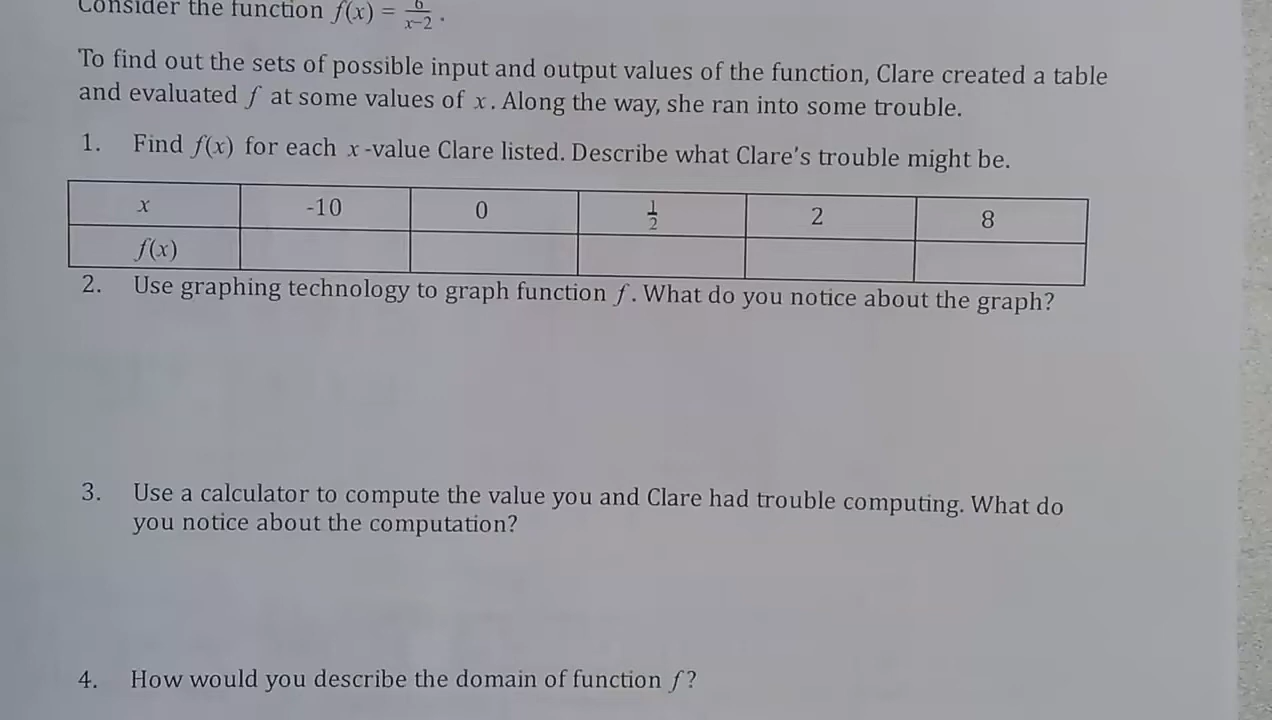 Consider the function f(x) = 6/(x−2).
To find out the sets of possible input and output values of the function, Clare created a table
and evaluated f at some values of x. Along the way, she ran into some trouble.
1. Find f(x) for each x-value Clare listed. Describe what Clare's trouble might be.
x -10 0 1/2 2 8
f(x)
2. Use graphing technology to graph function f. What do you notice about the graph?
3. Use a calculator to compute the value you and Clare had trouble computing. What do
you notice about the computation?
4. How would you describe the domain of function f?